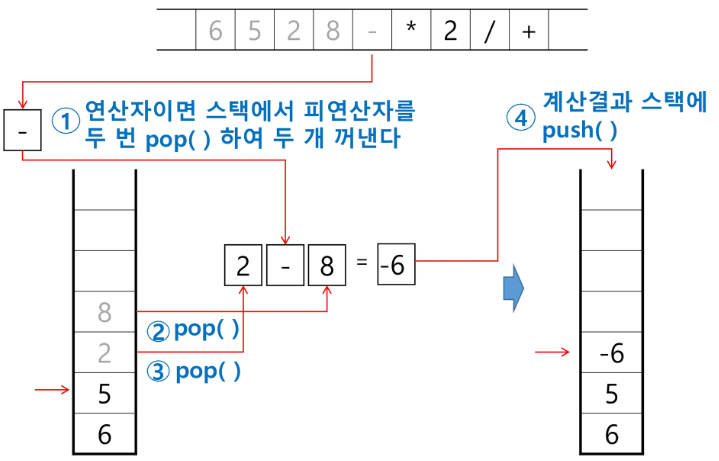 6 5 2 8 - * 2 / +
① 연산자이면 스택에서 피연산자를
두 번 pop( ) 하여 두 개 꺼낸다
-
④ 계산결과 스택에
push( )
2 - 8 = -6
8
② pop( )
2
③ pop( )
5
6
-6
5
6